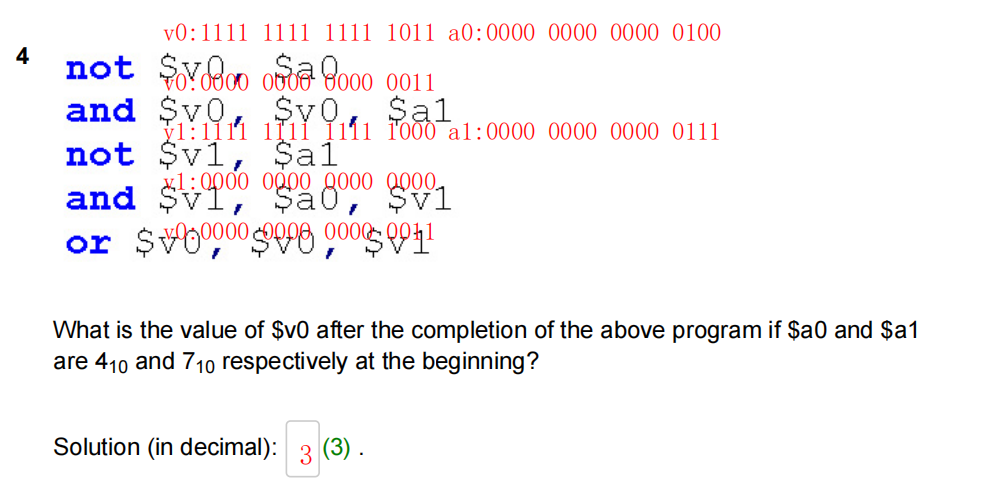 v0:1111 1111 1111 1011 a0:0000 0000 0000 0100
4 not $v0, $a0
v0:0000 0000 0000 0011
and $v0, $v0, $a1
v1:1111 1111 1111 1000 a1:0000 0000 0000 0111
not $v1, $a1
v1:0000 0000 0000 0000
and $v1, $a0, $v1
v0:0000 0000 0000 0011
or $v0, $v0, $v1
What is the value of $v0 after the completion of the above program if $a0 and $a1
are 4₁₀ and 7₁₀ respectively at the beginning?
Solution (in decimal): 3 (3) .